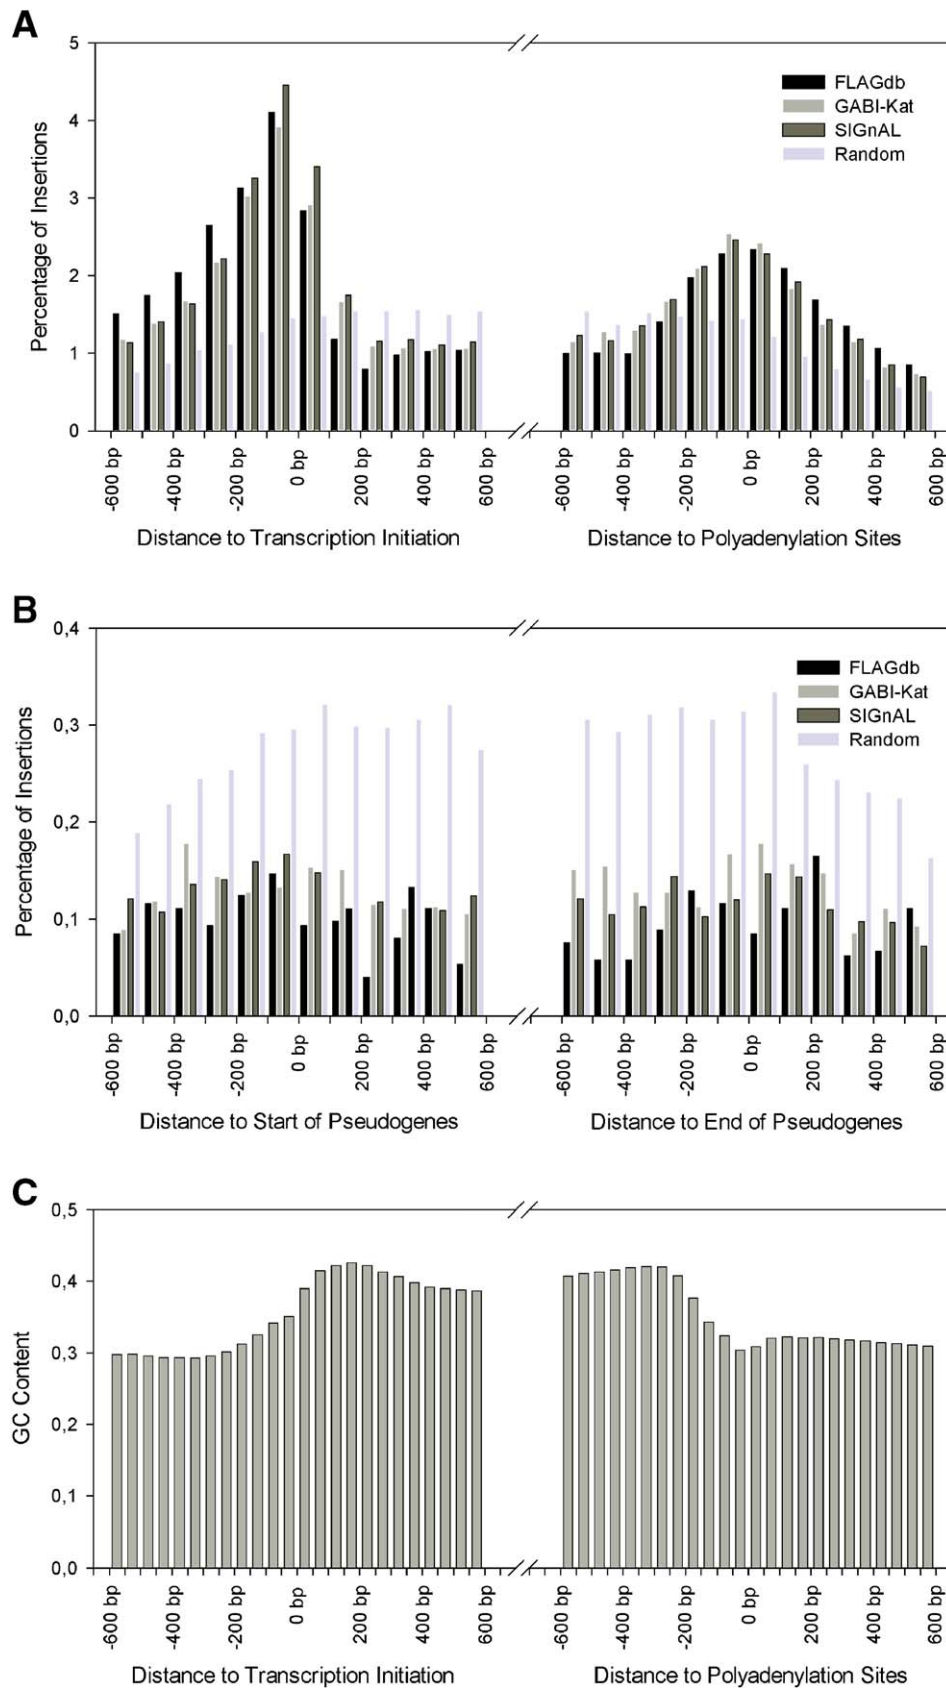 A
5
4
3
2
1
0
Percentage of Insertions
FLAGdb
GABI-Kat
SIGnAL
Random
-600 bp
-400 bp
-200 bp
0 bp
200 bp
400 bp
600 bp
-600 bp
-400 bp
-200 bp
0 bp
200 bp
400 bp
600 bp
Distance to Transcription Initiation
Distance to Polyadenylation Sites
B
0,4
0,3
0,2
0,1
0,0
Percentage of Insertions
FLAGdb
GABI-Kat
SIGnAL
Random
-600 bp
-400 bp
-200 bp
0 bp
200 bp
400 bp
600 bp
-600 bp
-400 bp
-200 bp
0 bp
200 bp
400 bp
600 bp
Distance to Start of Pseudogenes
Distance to End of Pseudogenes
C
0,5
0,4
0,3
0,2
0,1
0,0
GC Content
-600 bp
-400 bp
-200 bp
0 bp
200 bp
400 bp
600 bp
-600 bp
-400 bp
-200 bp
0 bp
200 bp
400 bp
600 bp
Distance to Transcription Initiation
Distance to Polyadenylation Sites